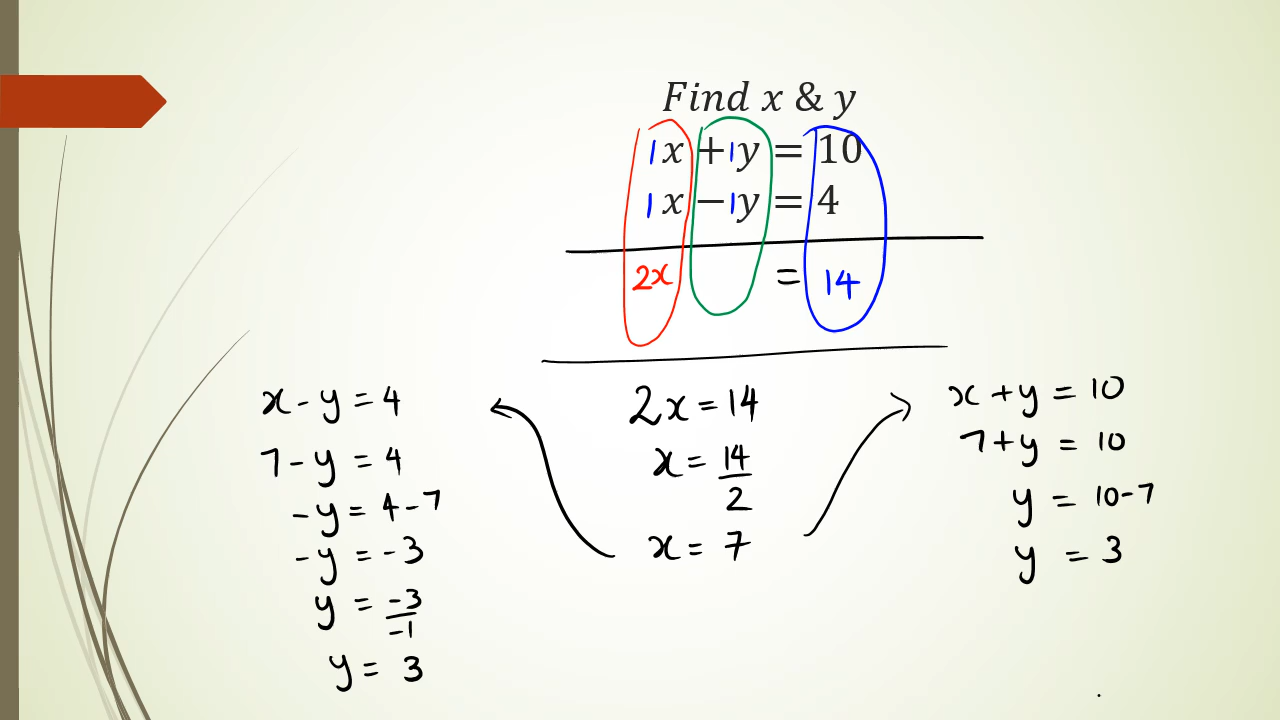 Find x & y
1x +1y = 10
1x −1y = 4
2x = 14
x - y = 4
7 - y = 4
-y = 4 - 7
-y = -3
y = -3/-1
y = 3
2x = 14
x = 14/2
x = 7
x + y = 10
7 + y = 10
y = 10-7
y = 3